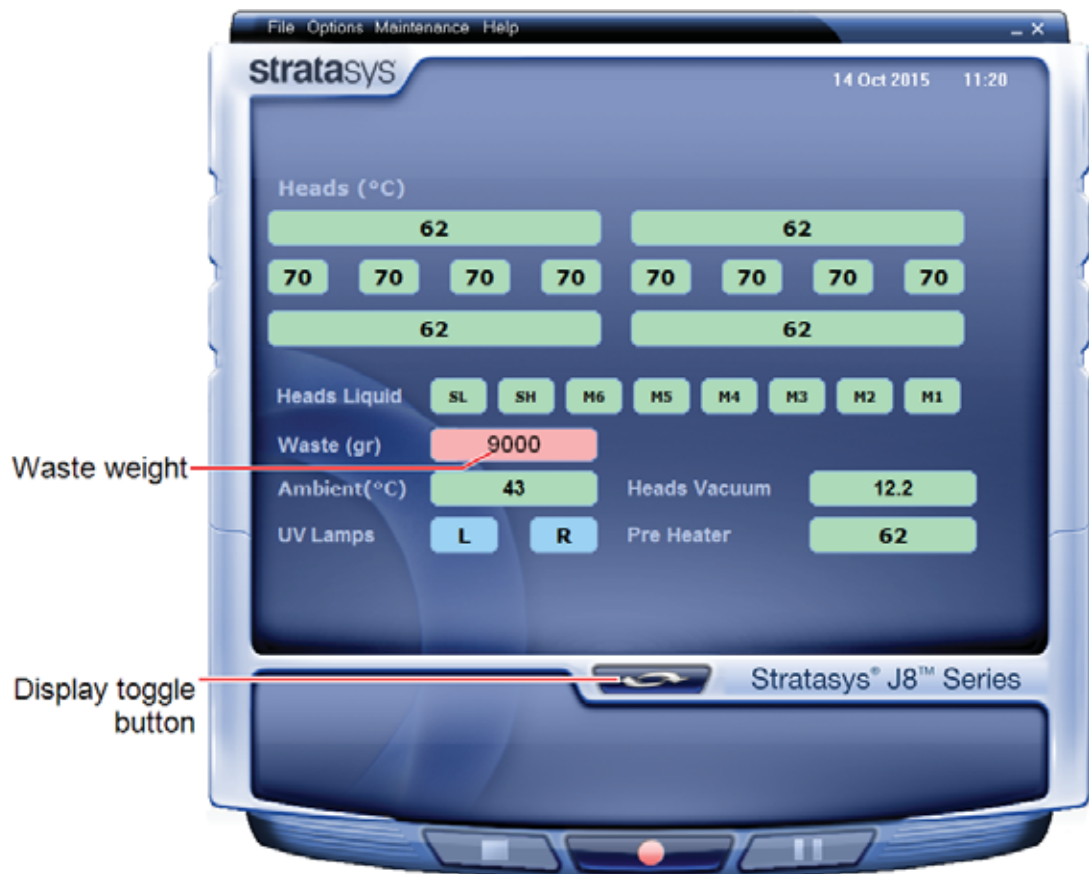 File Options Maintenance Help
stratasys
14 Oct 2015 11:20
Heads (°C)
62 62
70 70 70 70 70 70 70 70
62 62
Heads Liquid SL SH M6 M5 M4 M3 M2 M1
Waste (gr) 9000
Waste weight
Ambient(°C) 43 Heads Vacuum 12.2
UV Lamps L R Pre Heater 62
Display toggle
button
Stratasys® J8™ Series